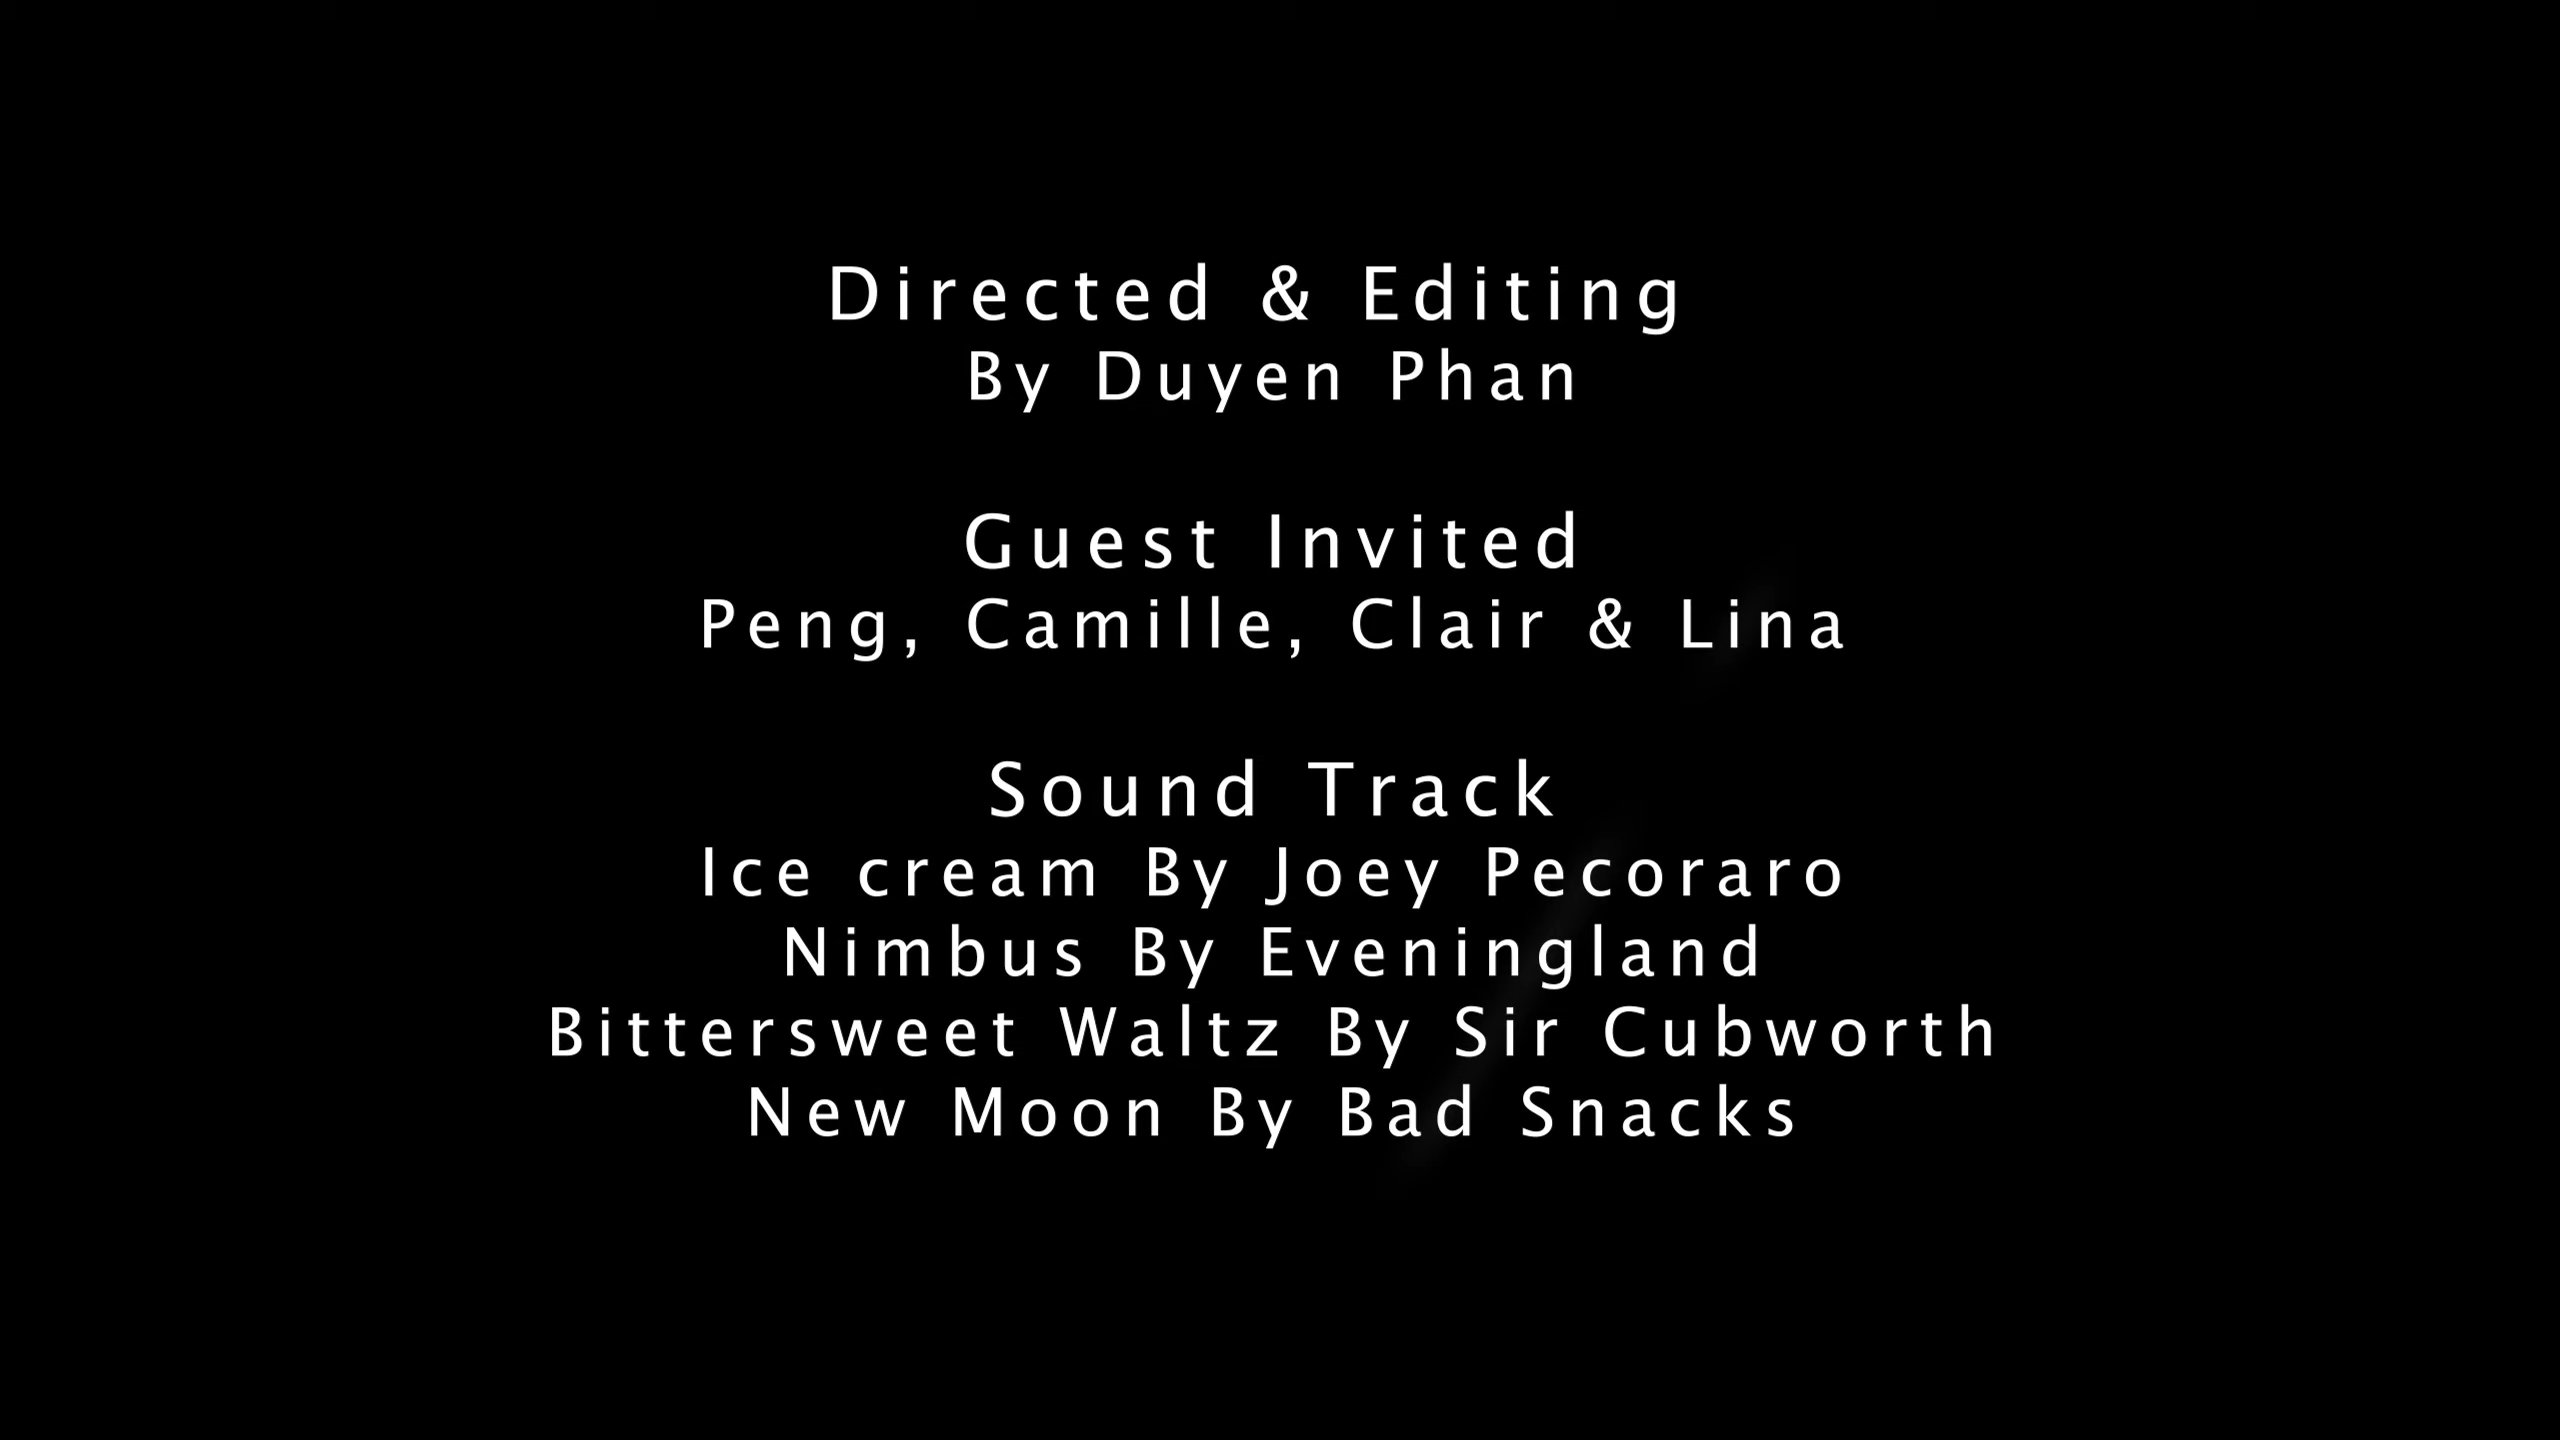 Directed & Editing
By Duyen Phan
Guest Invited
Peng, Camille, Clair & Lina
Sound Track
Ice cream By Joey Pecoraro
Nimbus By Eveningland
Bittersweet Waltz By Sir Cubworth
New Moon By Bad Snacks